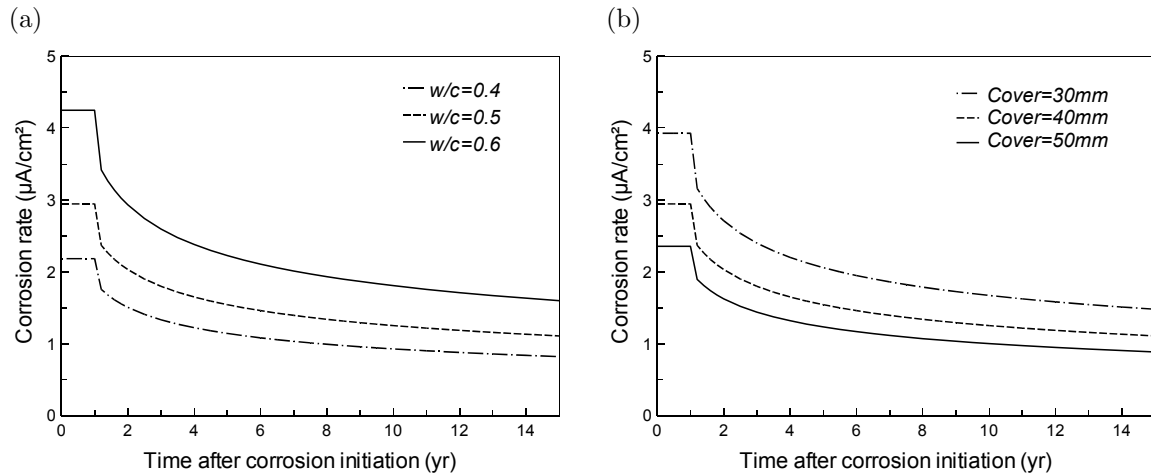 (a)
Corrosion rate (µA/cm²)
5
4
3
2
1
0
w/c=0.4
w/c=0.5
w/c=0.6
0 2 4 6 8 10 12 14
Time after corrosion initiation (yr)
(b)
Corrosion rate (µA/cm²)
5
4
3
2
1
0
Cover=30mm
Cover=40mm
Cover=50mm
0 2 4 6 8 10 12 14
Time after corrosion initiation (yr)